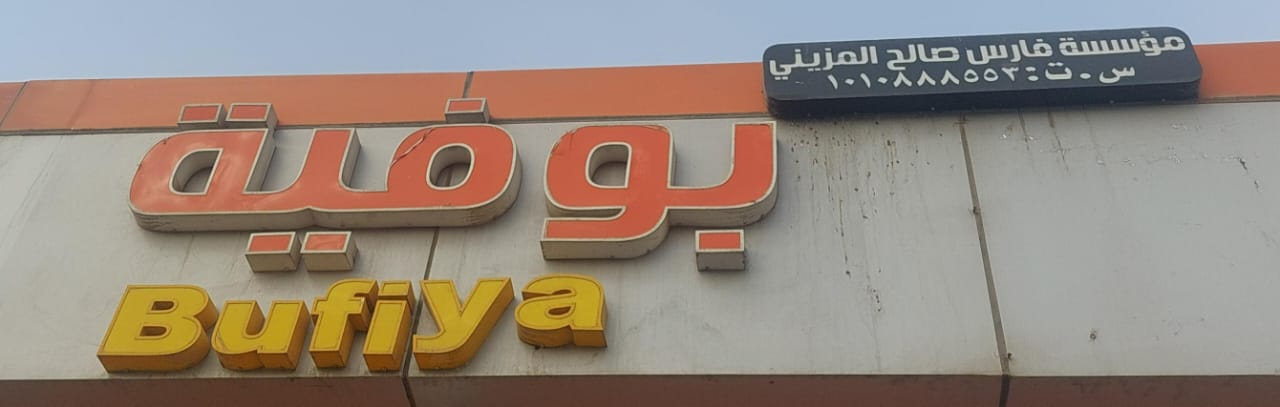 مؤسسة فارس صالح المزيني
س.ت: ١٠١٠٨٨٨٥٥٣
بوفية
Bufiya